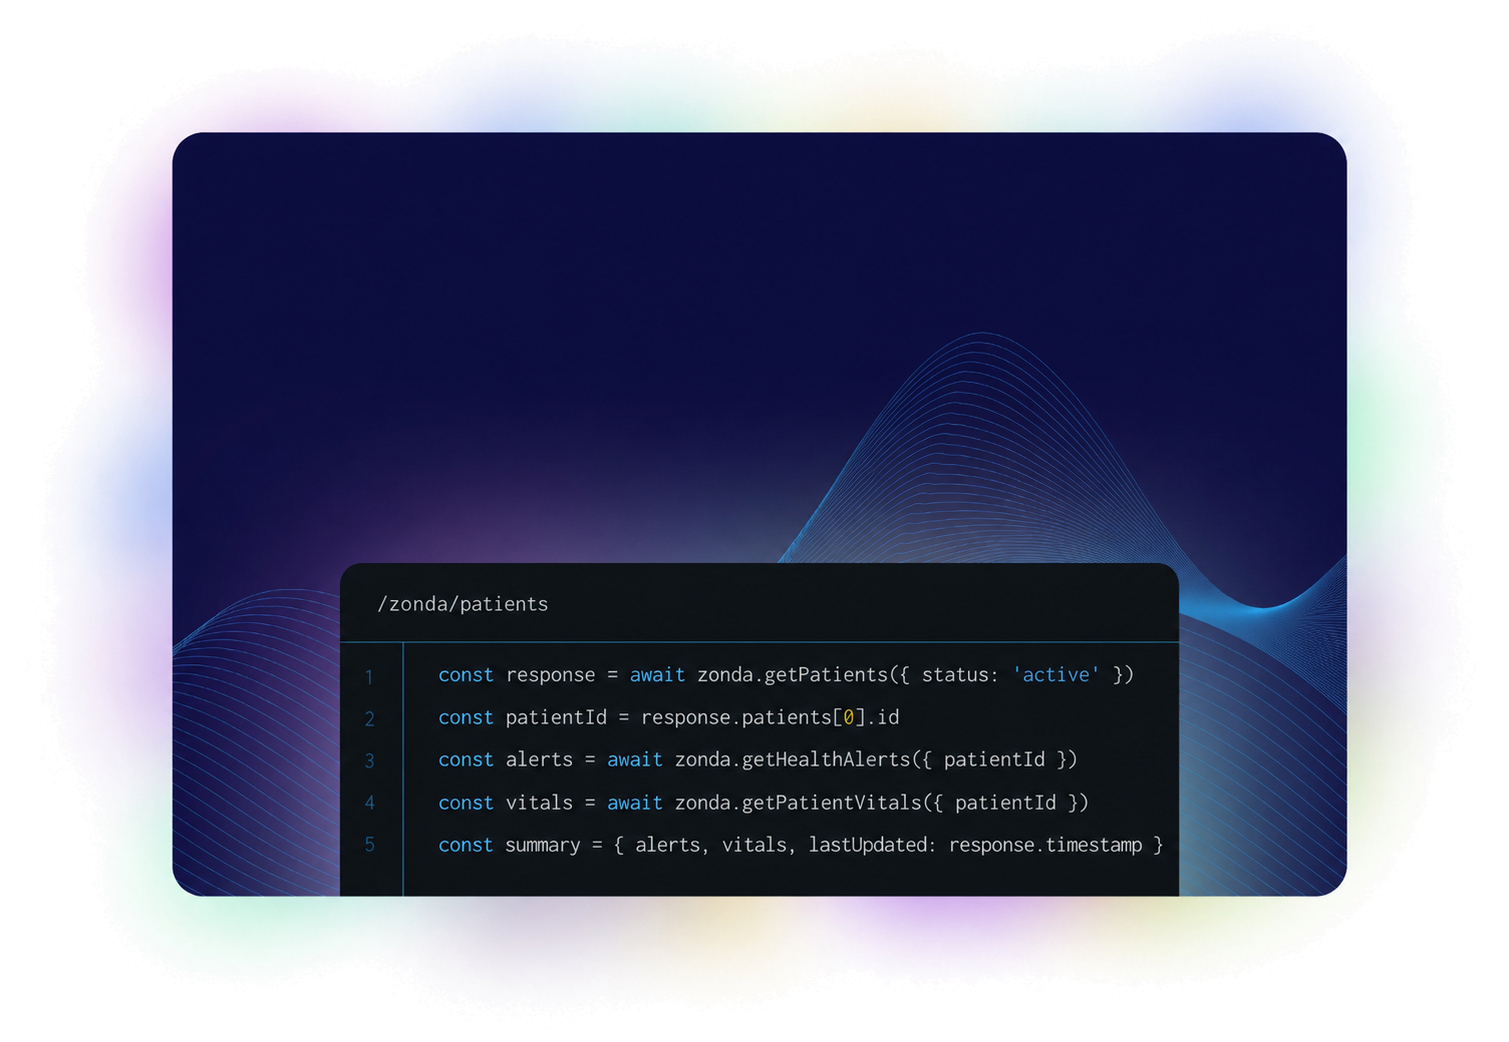 /zonda/patients
1 const response = await zonda.getPatients({ status: 'active' })
2 const patientId = response.patients[0].id
3 const alerts = await zonda.getHealthAlerts({ patientId })
4 const vitals = await zonda.getPatientVitals({ patientId })
5 const summary = { alerts, vitals, lastUpdated: response.timestamp }